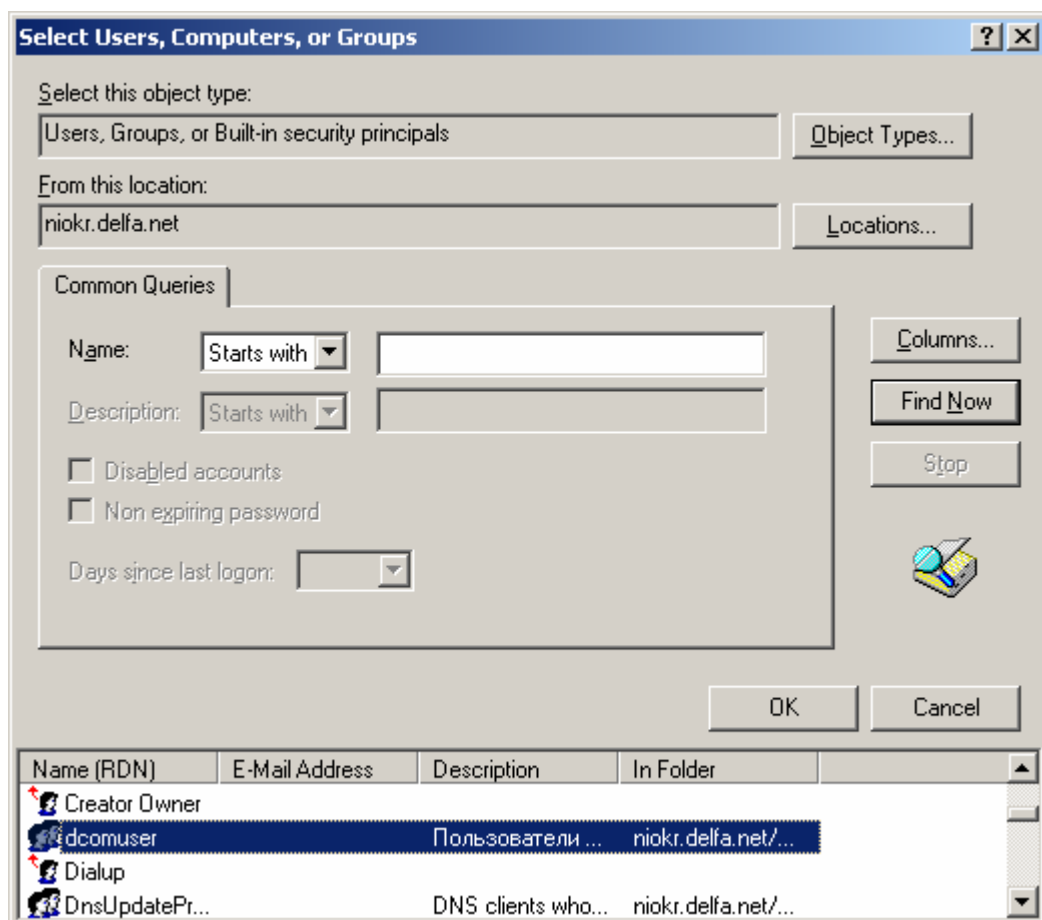 Select Users, Computers, or Groups
Select this object type:
Users, Groups, or Built-in security principals
Object Types...
From this location:
niokr.delfa.net
Locations...
Common Queries
Name: Starts with
Columns...
Description: Starts with
Find Now
Disabled accounts
Stop
Non expiring password
Days since last logon:
OK Cancel
Name (RDN) E-Mail Address Description In Folder
Creator Owner
dcomuser Пользователи ... niokr.delfa.net/...
Dialup
DnsUpdatePr... DNS clients who... niokr.delfa.net/...